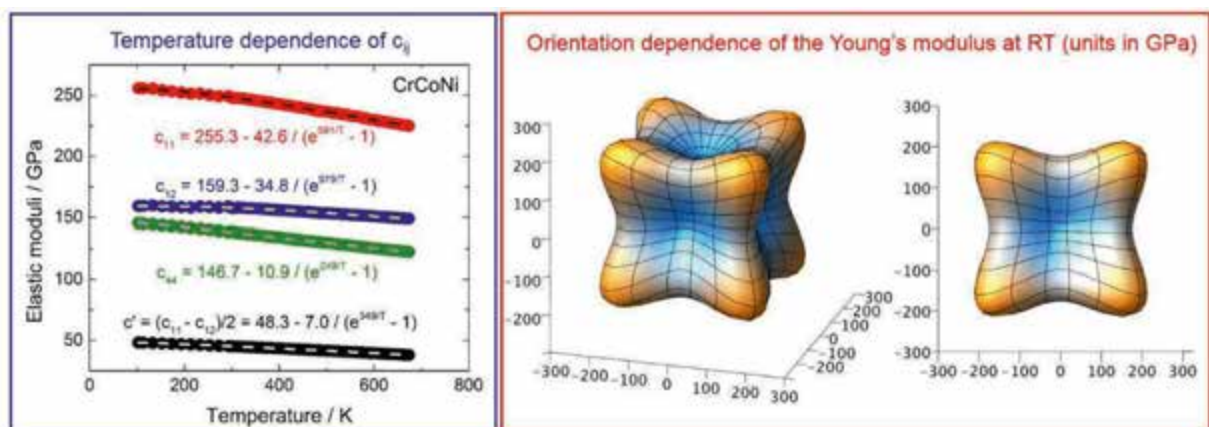 Temperature dependence of cᵢⱼ
Elastic moduli / GPa
250
200
150
100
50
CrCoNi
c₁₁ = 255.3 - 42.6 / (e^591/T - 1)
c₁₂ = 159.3 - 34.8 / (e^979/T - 1)
c₄₄ = 146.7 - 10.9 / (e^249/T - 1)
c' = (c₁₁ - c₁₂)/2 = 48.3 - 7.0 / (e^349/T - 1)
0 200 400 600 800
Temperature / K
Orientation dependence of the Young's modulus at RT (units in GPa)
300
200
100
0
−100
−200
−300 −200 −100 0 100 200 300
300
200
100
0
−100
−200
300
200
100
0
−100
−200
−300
−300 −200 −100 0 100 200 300